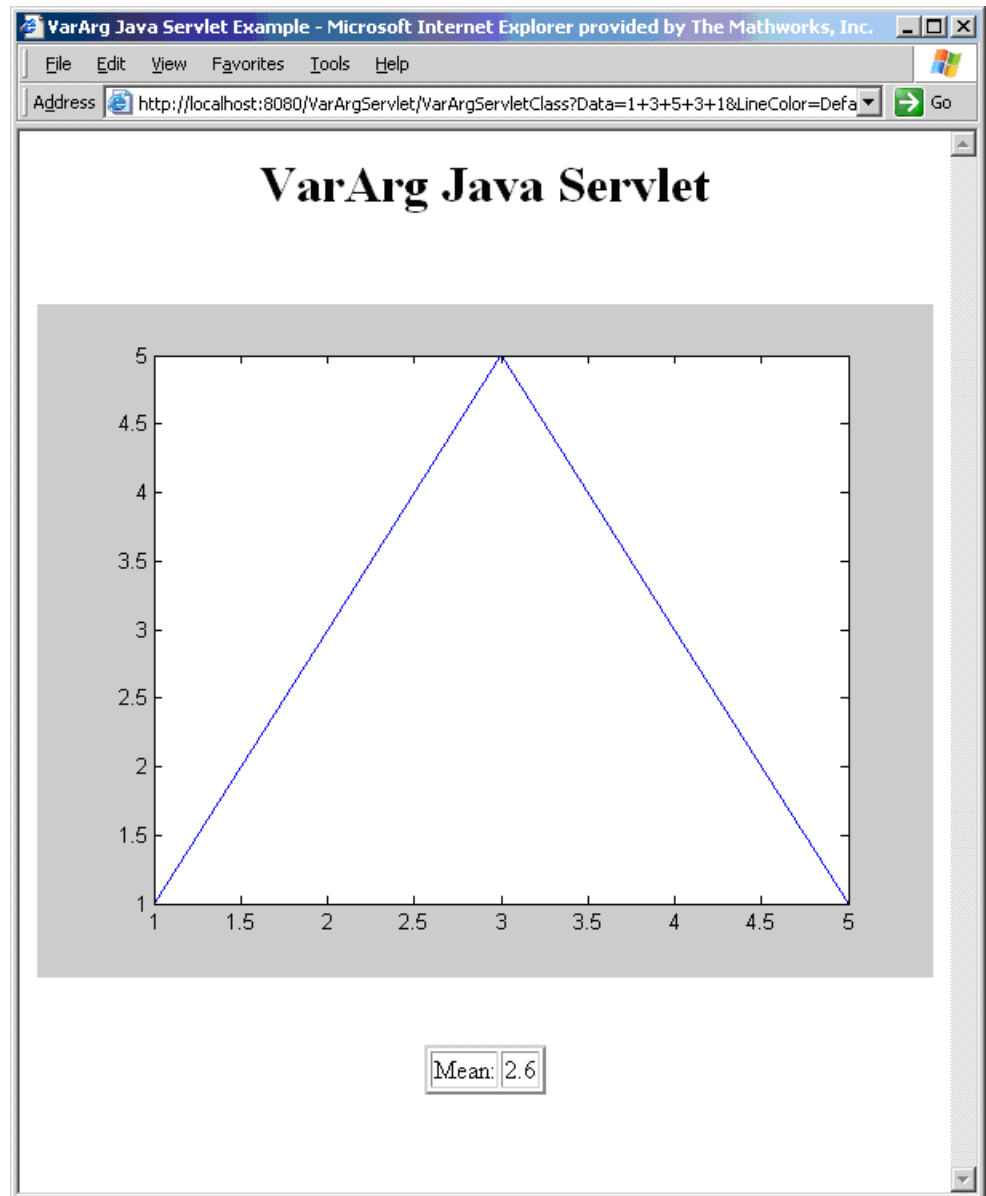 VarArg Java Servlet Example - Microsoft Internet Explorer provided by The Mathworks, Inc.
File Edit View Favorites Tools Help
Address http://localhost:8080/VarArgServlet/VarArgServletClass?Data=1+3+5+3+1&LineColor=Defa Go
VarArg Java Servlet
5
4.5
4
3.5
3
2.5
2
1.5
1
1 1.5 2 2.5 3 3.5 4 4.5 5
Mean: 2.6